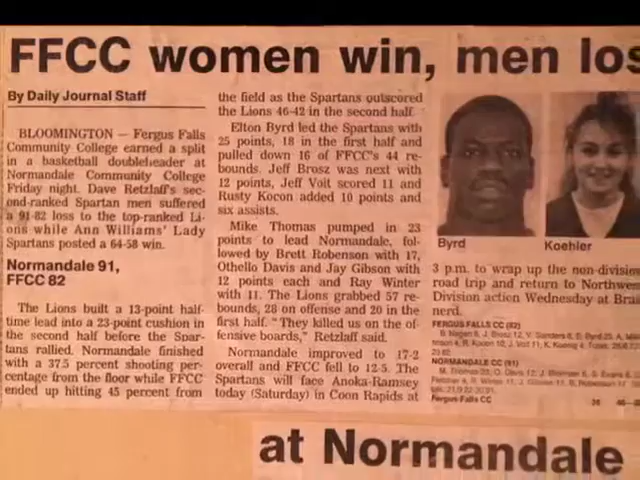 FFCC women win, men los
By Daily Journal Staff
BLOOMINGTON — Fergus Falls
Community College earned a split
in a basketball doubleheader at
Normandale Community College
Friday night. Dave Retzlaff's sec-
ond-ranked Spartan men suffered
a 91-82 loss to the top-ranked Li-
ons while Ann Williams' Lady
Spartans posted a 64-58 win.
Normandale 91,
FFCC 82
The Lions built a 13-point half-
time lead into a 23-point cushion in
the second half before the Spar-
tans rallied. Normandale finished
with a 37.5 percent shooting per-
centage from the floor while FFCC
ended up hitting 45 percent from
the field as the Spartans outscored
the Lions 46-42 in the second half.
Elton Byrd led the Spartans with
25 points, 18 in the first half and
pulled down 16 of FFCC's 44 re-
bounds. Jeff Brosz was next with
12 points, Jeff Voit scored 11 and
Rusty Kocon added 10 points and
six assists.
Mike Thomas pumped in 23
points to lead Normandale, fol-
lowed by Brett Robenson with 17,
Othello Davis and Jay Gibson with
12 points each and Ray Winter
with 11. The Lions grabbed 57 re-
bounds, 28 on offense and 20 in the
first half. "They killed us on the of-
fensive boards," Retzlaff said.
Normandale improved to 17-2
overall and FFCC fell to 12-5. The
Spartans will face Anoka-Ramsey
today (Saturday) in Coon Rapids at
Byrd
Koehler
3 p.m. to wrap up the non-division
road trip and return to Northwes
Division action Wednesday at Brai
nerd.
FERGUS FALLS CC (82)
NORMANDALE CC (91)
Fergus Falls CC
at Normandale